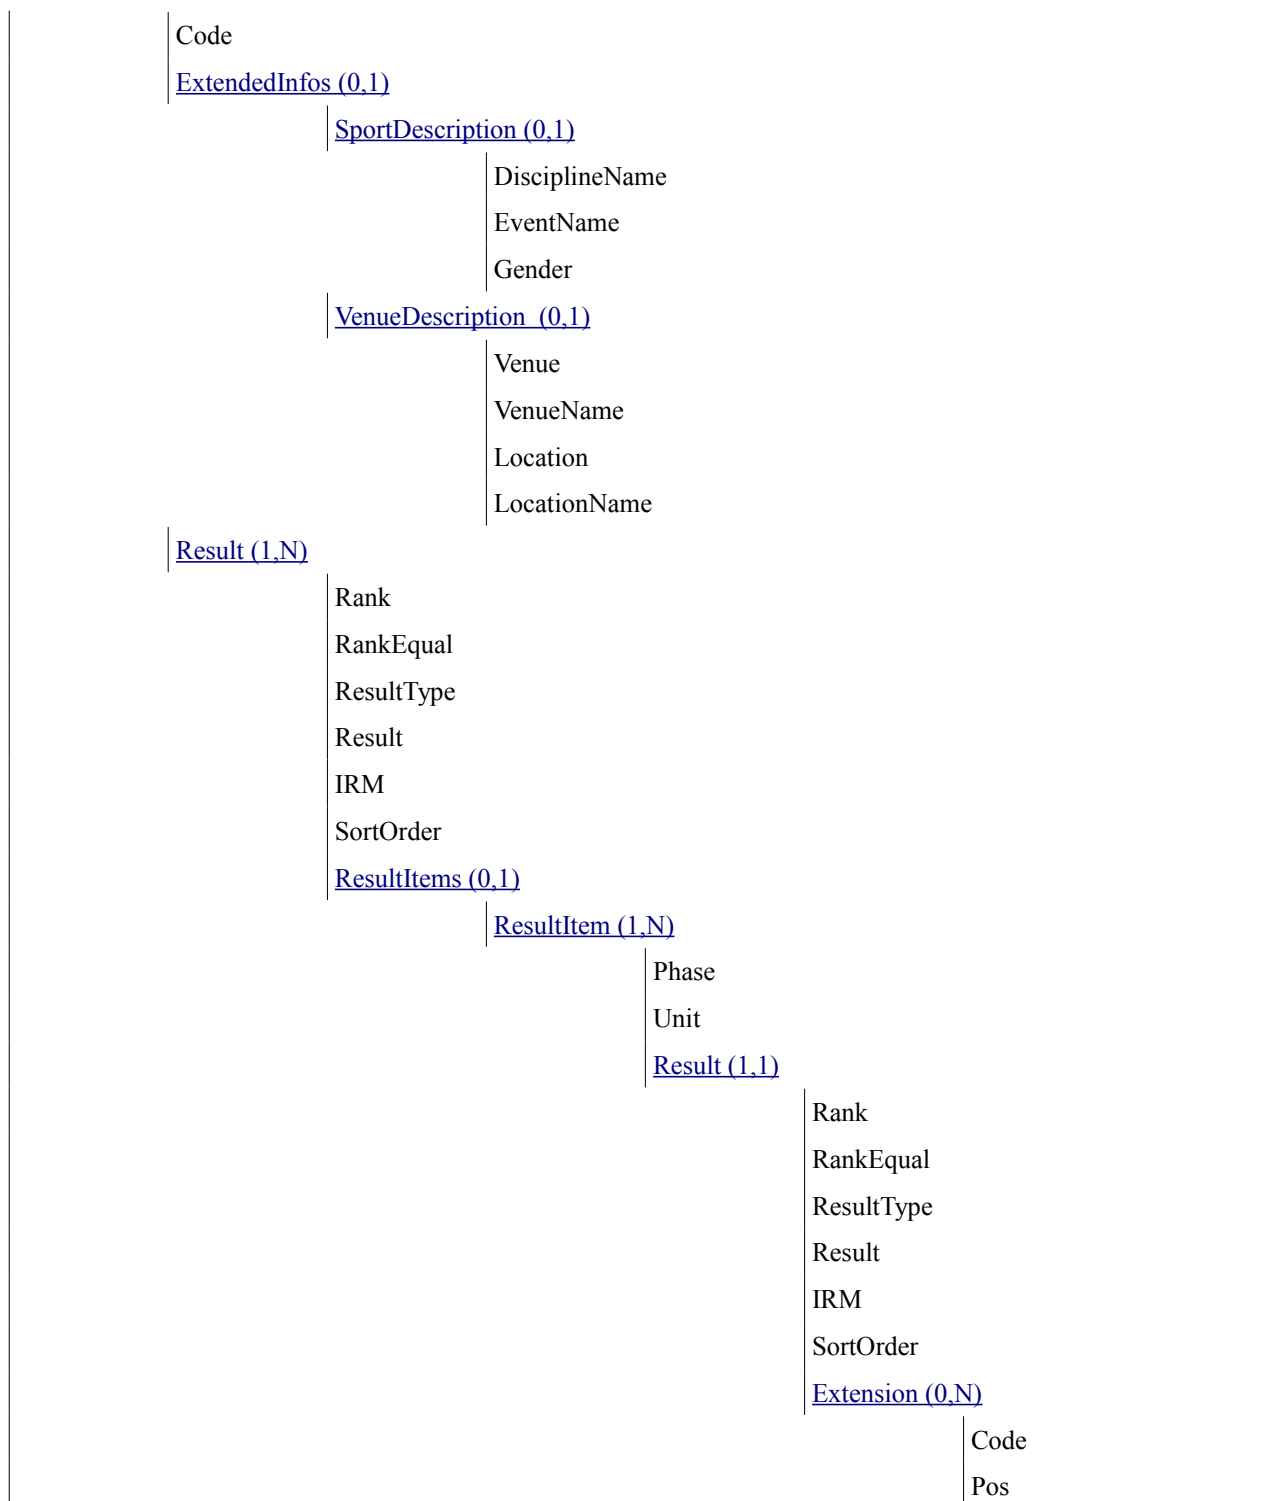 Code
ExtendedInfos (0,1)
SportDescription (0,1)
DisciplineName
EventName
Gender
VenueDescription  (0,1)
Venue
VenueName
Location
LocationName
Result (1,N)
Rank
RankEqual
ResultType
Result
IRM
SortOrder
ResultItems (0,1)
ResultItem (1,N)
Phase
Unit
Result (1,1)
Rank
RankEqual
ResultType
Result
IRM
SortOrder
Extension (0,N)
Code
Pos